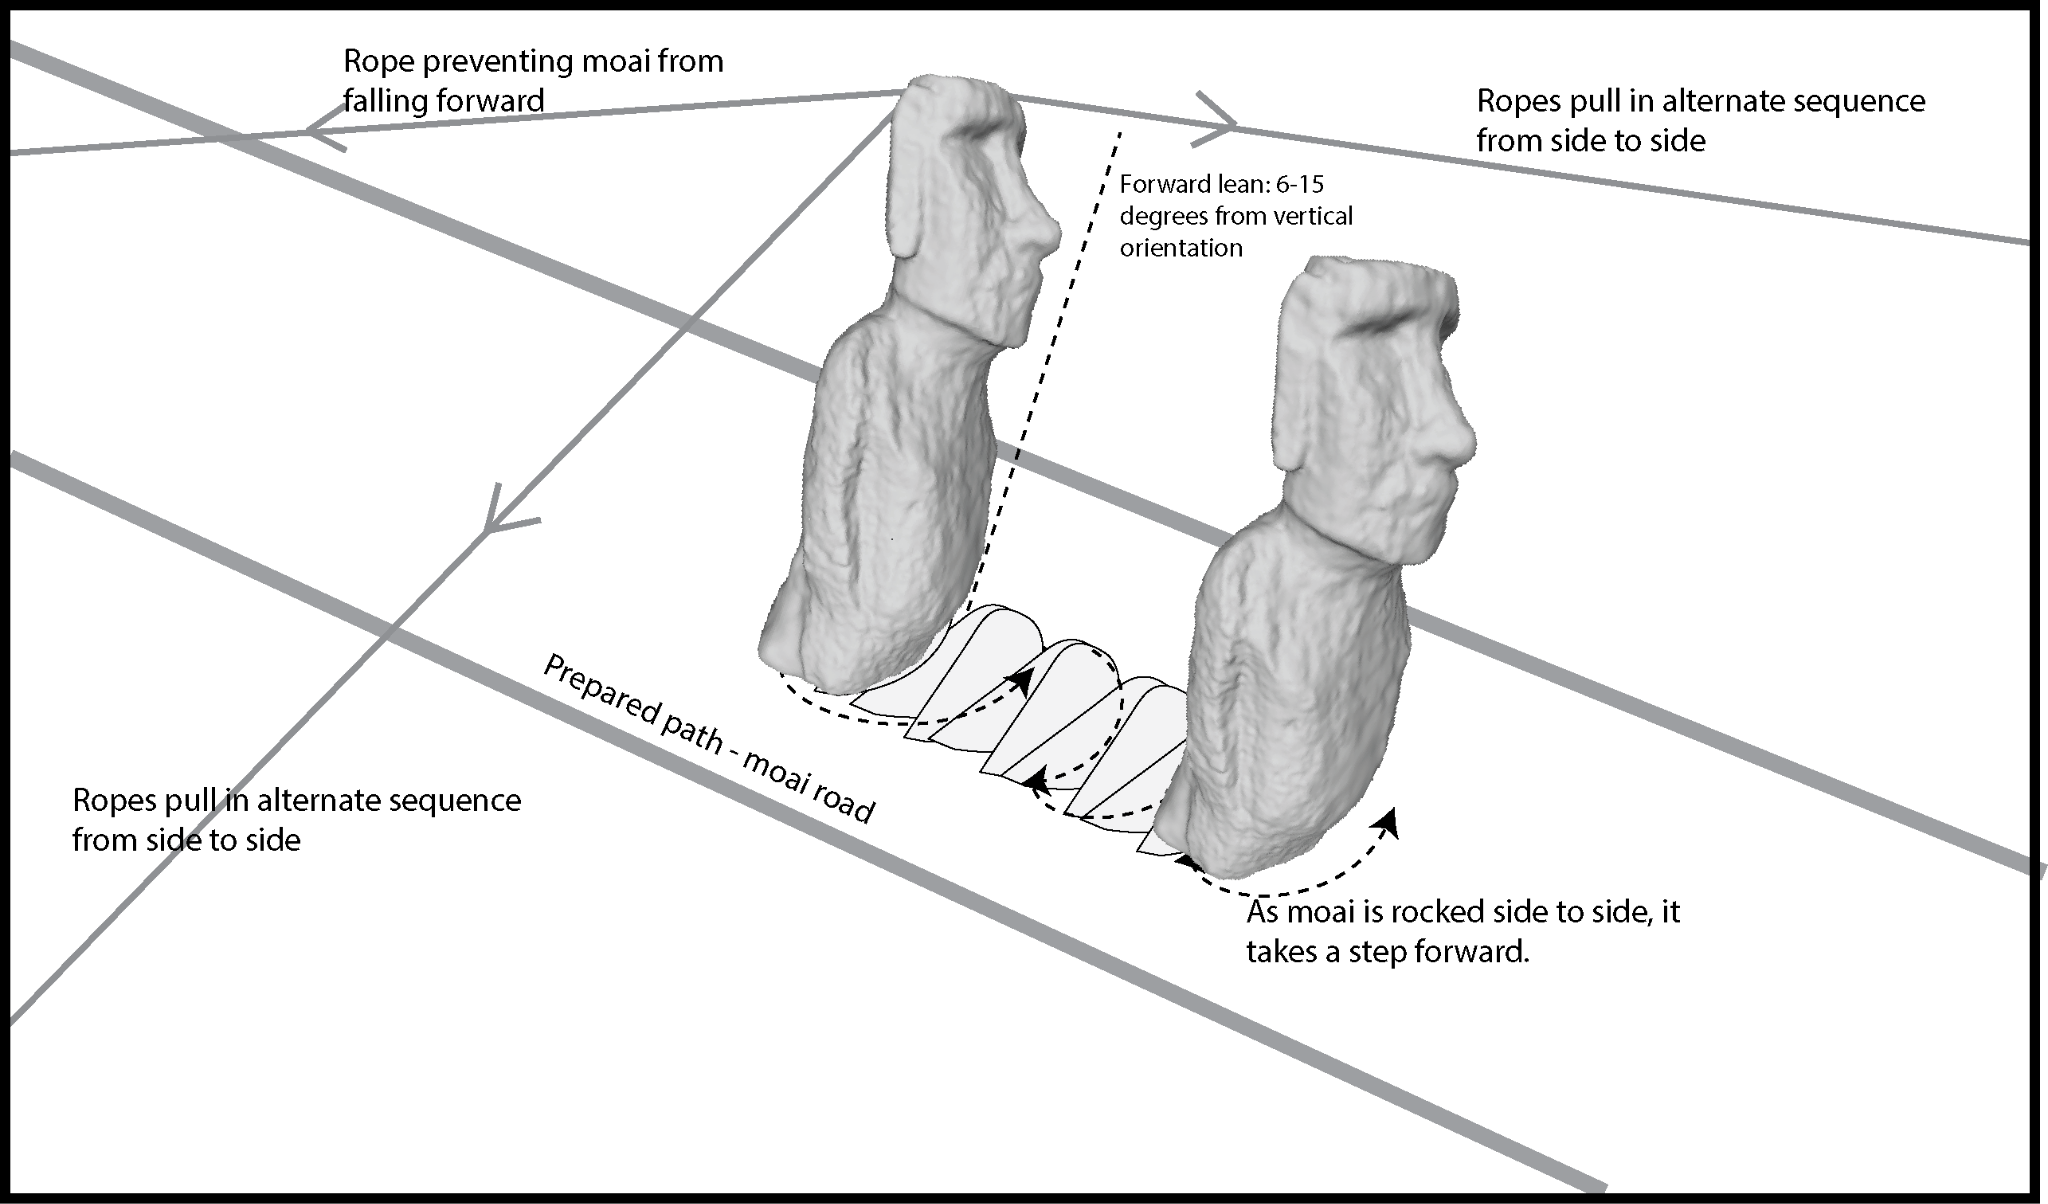 Rope preventing moai from
falling forward
Ropes pull in alternate sequence
from side to side
Forward lean: 6-15
degrees from vertical
orientation
Prepared path - moai road
Ropes pull in alternate sequence
from side to side
As moai is rocked side to side, it
takes a step forward.